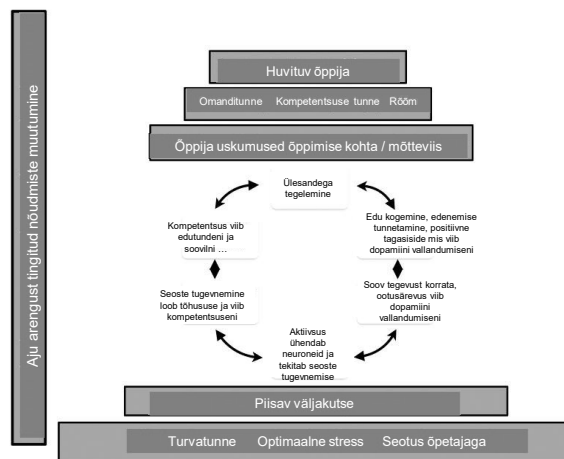 Aju arengust tingitud nõudmiste muutumine
Huvituv õppija
Omanditunne Kompetentsuse tunne Rõõm
Õppija uskumused õppimise kohta / mõtteviis
Ülesandega
tegelemine
Edu kogemine, edenemise
tunnetamine, positiivne
tagasiside mis viib
dopamiini vallandumiseni
Soov tegevust korrata,
ootusärevus viib
dopamiini
vallandumiseni
Aktiivsus
ühendab
neuroneid ja
tekitab seoste
tugevnemise
Seoste tugevnemine
loob tõhususe ja viib
kompetentsuseni
Kompetentsus viib
edutundeni ja
soovilni ...
Piisav väljakutse
Turvatunne Optimaalne stress Seotus õpetajaga